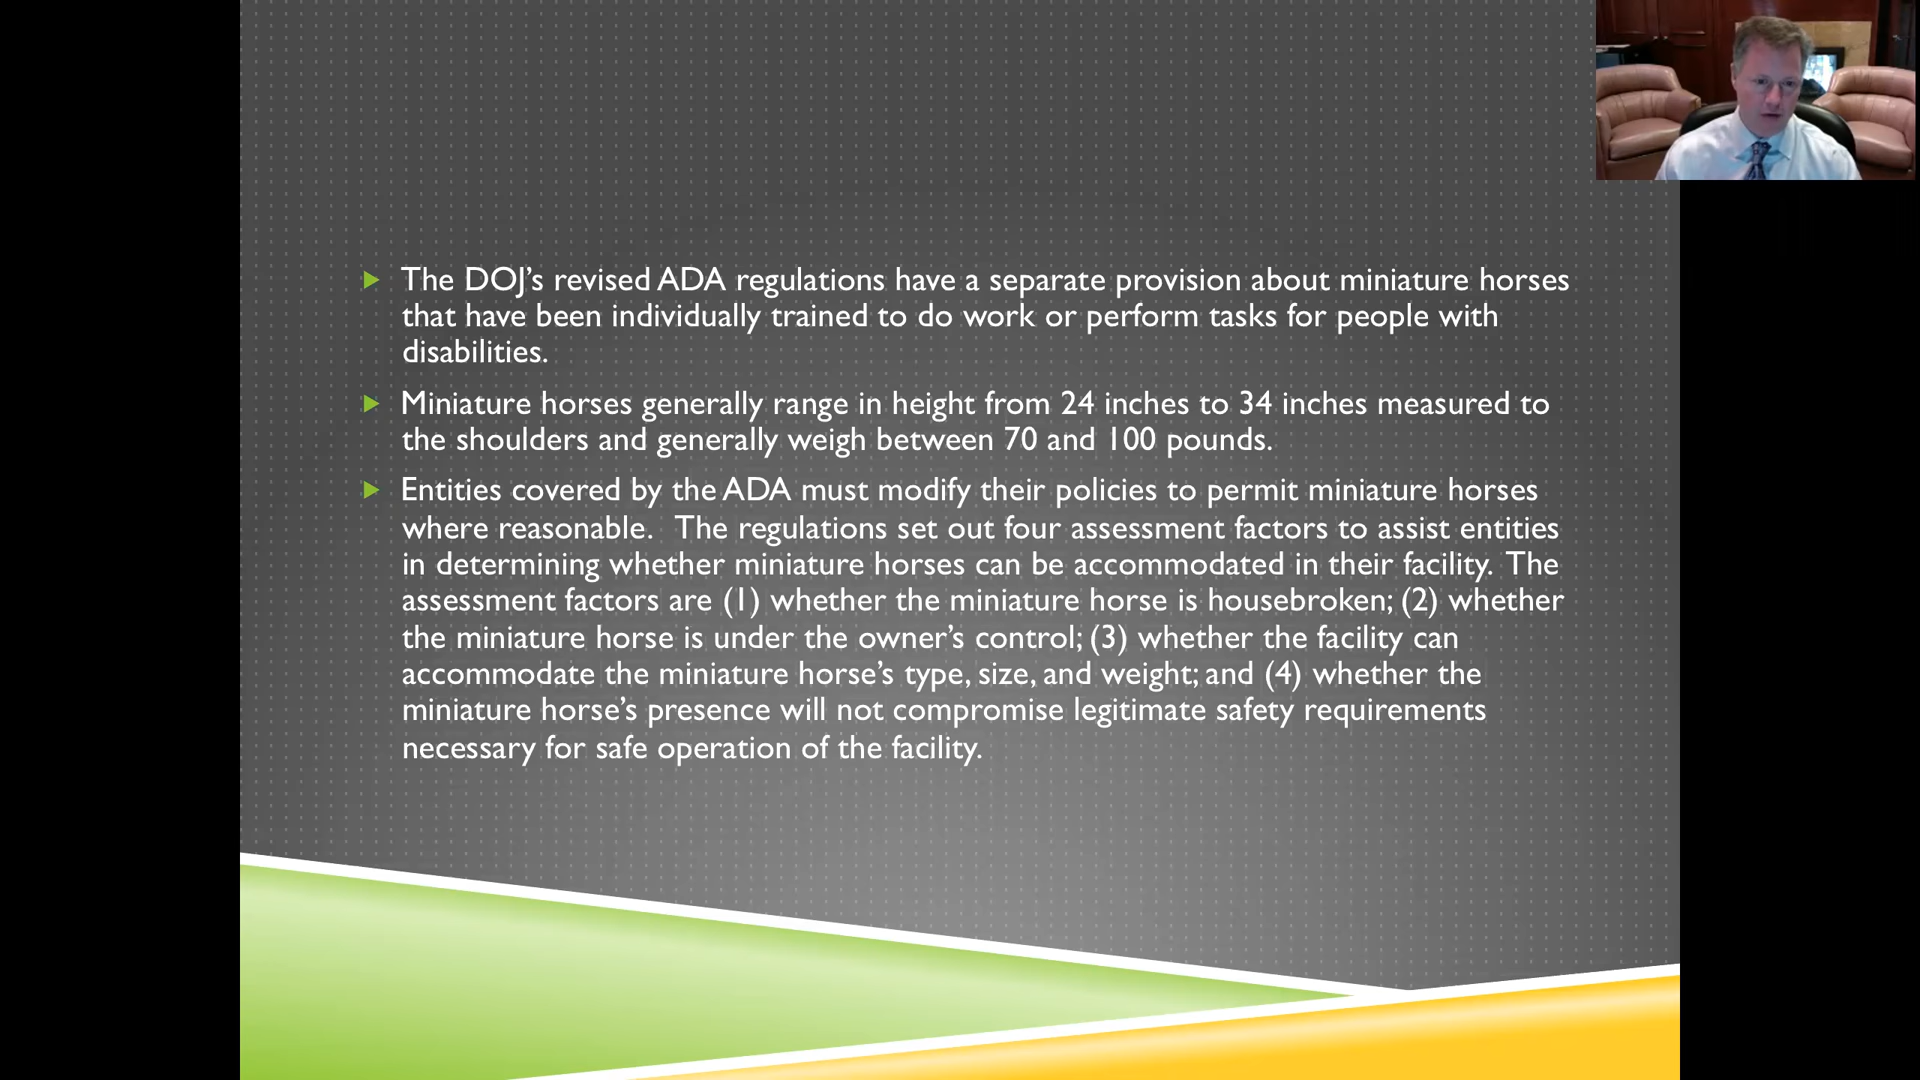 The DOJ's revised ADA regulations have a separate provision about miniature horses
that have been individually trained to do work or perform tasks for people with
disabilities.
Miniature horses generally range in height from 24 inches to 34 inches measured to
the shoulders and generally weigh between 70 and 100 pounds.
Entities covered by the ADA must modify their policies to permit miniature horses
where reasonable. The regulations set out four assessment factors to assist entities
in determining whether miniature horses can be accommodated in their facility. The
assessment factors are (1) whether the miniature horse is housebroken; (2) whether
the miniature horse is under the owner's control; (3) whether the facility can
accommodate the miniature horse's type, size, and weight; and (4) whether the
miniature horse's presence will not compromise legitimate safety requirements
necessary for safe operation of the facility.